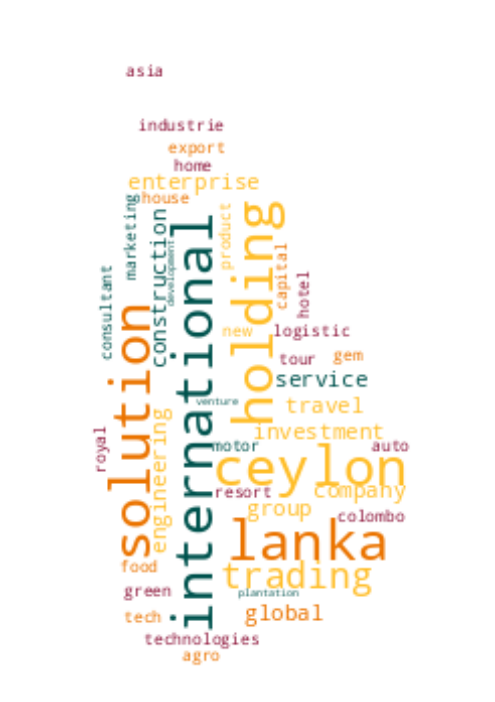 asia
industrie
export
home
enterprise
house
marketing
product
holding
construction
international
development
capital
consultant
hotel
solution
new
logistic
tour
gem
service
venture
travel
engineering
investment
royal
motor
auto
ceylon
resort
company
group
colombo
lanka
food
trading
green
plantation
tech
global
technologies
agro